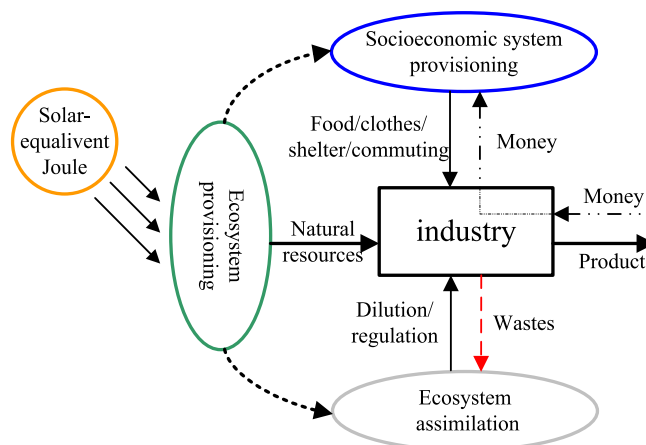 Socioeconomic system
provisioning
Solar-
equalivent
Joule
Food/clothes/
shelter/commuting
Money
Ecosystem
provisioning
Money
Natural
resources
industry
Product
Dilution/
regulation
Wastes
Ecosystem
assimilation